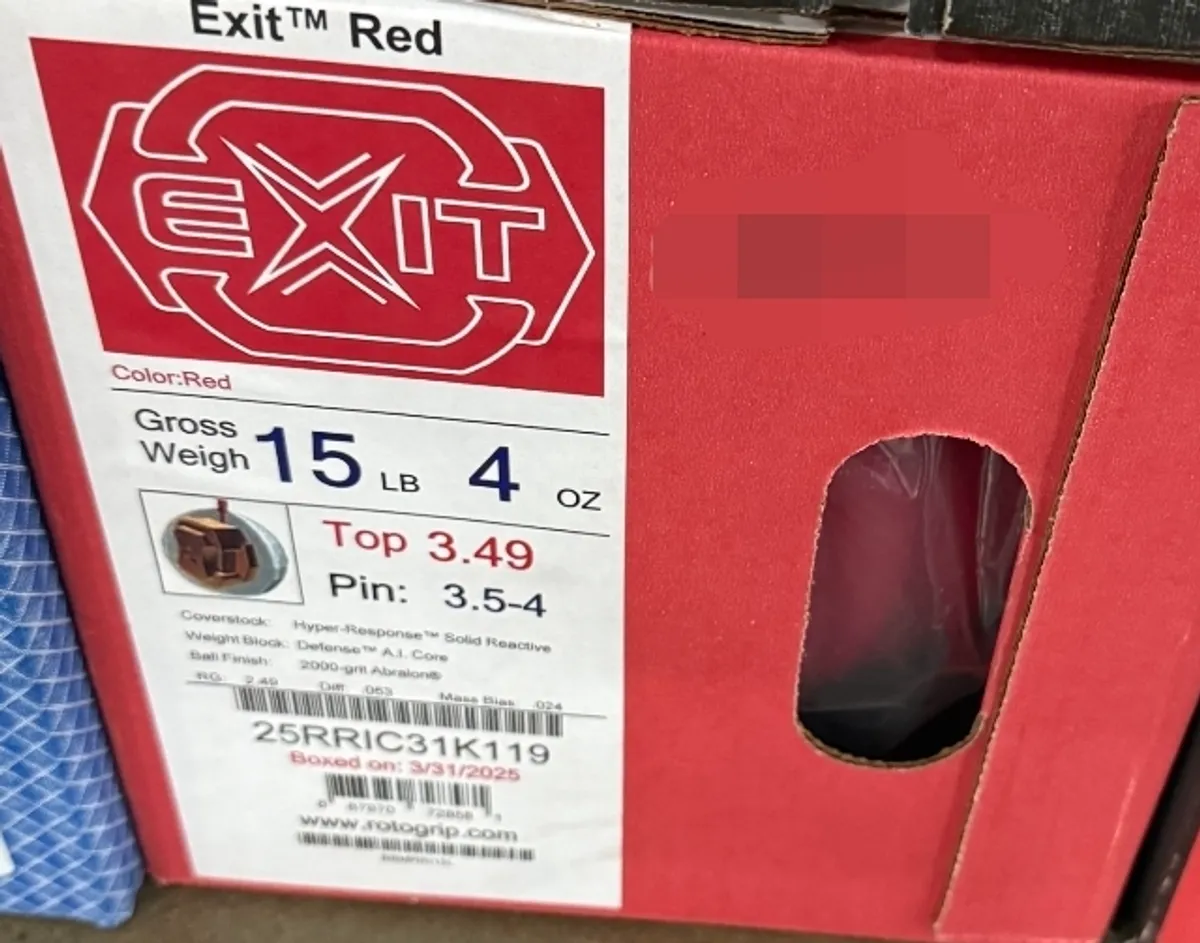 Exit™ Red
EXIT
Color:Red
Gross
Weigh 15 LB 4 OZ
Top 3.49
Pin: 3.5-4
Coverstock: Hyper-Response™ Solid Reactive
Weight Block: Defense™ A.I. Core
Ball Finish: 2000-grit Abralon®
RG: 2.49 Diff: .053 Mass Bias .024
25RRIC31K119
Boxed on: 3/31/2025
www.rotogrip.com